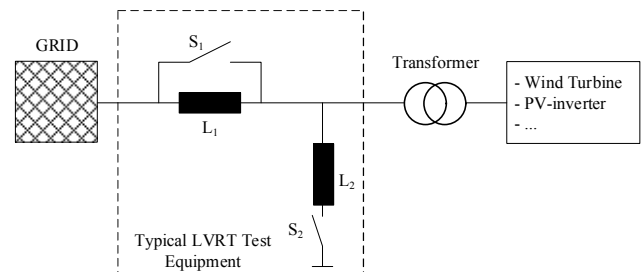 GRID
S1
L1
Transformer
- Wind Turbine
- PV-inverter
- ...
L2
S2
Typical LVRT Test
Equipment